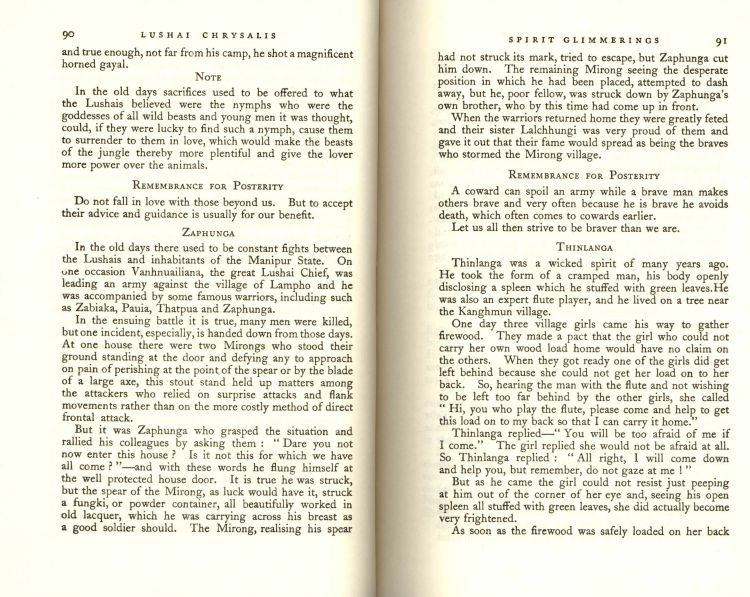 90 LUSHAI CHRYSALIS
and true enough, not far from his camp, he shot a magnificent
horned gayal.
NOTE
In the old days sacrifices used to be offered to what
the Lushais believed were the nymphs who were the
goddesses of all wild beasts and young men it was thought,
could, if they were lucky to find such a nymph, cause them
to surrender to them in love, which would make the beasts
of the jungle thereby more plentiful and give the lover
more power over the animals.
REMEMBRANCE FOR POSTERITY
Do not fall in love with those beyond us. But to accept
their advice and guidance is usually for our benefit.
ZAPHUNGA
In the old days there used to be constant fights between
the Lushais and inhabitants of the Manipur State. On
one occasion Vanhnuailiana, the great Lushai Chief, was
leading an army against the village of Lampho and he
was accompanied by some famous warriors, including such
as Zabiaka, Pauia, Thatpua and Zaphunga.
In the ensuing battle it is true, many men were killed,
but one incident, especially, is handed down from those days.
At one house there were two Mirongs who stood their
ground standing at the door and defying any to approach
on pain of perishing at the point of the spear or by the blade
of a large axe, this stout stand held up matters among
the attackers who relied on surprise attacks and flank
movements rather than on the more costly method of direct
frontal attack.
But it was Zaphunga who grasped the situation and
rallied his colleagues by asking them : “ Dare you not
now enter this house ? Is it not this for which we have
all come ? ”—and with these words he flung himself at
the well protected house door. It is true he was struck,
but the spear of the Mirong, as luck would have it, struck
a fungki, or powder container, all beautifully worked in
old lacquer, which he was carrying across his breast as
a good soldier should. The Mirong, realising his spear
SPIRIT GLIMMERINGS 91
had not struck its mark, tried to escape, but Zaphunga cut
him down. The remaining Mirong seeing the desperate
position in which he had been placed, attempted to dash
away, but he, poor fellow, was struck down by Zaphunga's
own brother, who by this time had come up in front.
When the warriors returned home they were greatly feted
and their sister Lalchhungi was very proud of them and
gave it out that their fame would spread as being the braves
who stormed the Mirong village.
REMEMBRANCE FOR POSTERITY
A coward can spoil an army while a brave man makes
others brave and very often because he is brave he avoids
death, which often comes to cowards earlier.
Let us all then strive to be braver than we are.
THINLANGA
Thinlanga was a wicked spirit of many years ago.
He took the form of a cramped man, his body openly
disclosing a spleen which he stuffed with green leaves.He
was also an expert flute player, and he lived on a tree near
the Kanghmun village.
One day three village girls came his way to gather
firewood. They made a pact that the girl who could not
carry her own wood load home would have no claim on
the others. When they got ready one of the girls did get
left behind because she could not get her load on to her
back. So, hearing the man with the flute and not wishing
to be left too far behind by the other girls, she called
“ Hi, you who play the flute, please come and help to get
this load on to my back so that I can carry it home.”
Thinlanga replied—“ You will be too afraid of me if
I come.” The girl replied she would not be afraid at all.
So Thinlanga replied : “ All right, I will come down
and help you, but remember, do not gaze at me ! ”
But as he came the girl could not resist just peeping
at him out of the corner of her eye and, seeing his open
spleen all stuffed with green leaves, she did actually become
very frightened.
As soon as the firewood was safely loaded on her back